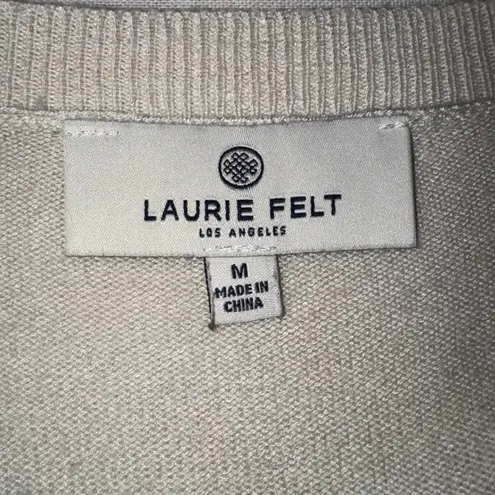 LAURIE FELT
LOS ANGELES
M
MADE IN
CHINA